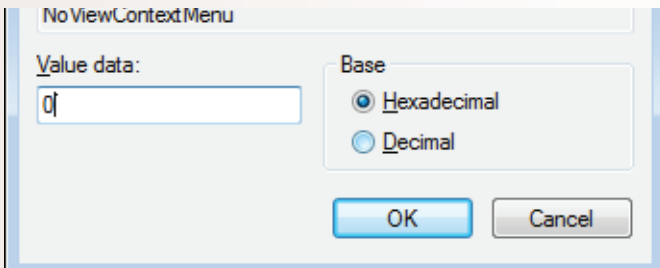 NoViewContextMenu
Value data:
0
Base
Hexadecimal
Decimal
OK
Cancel